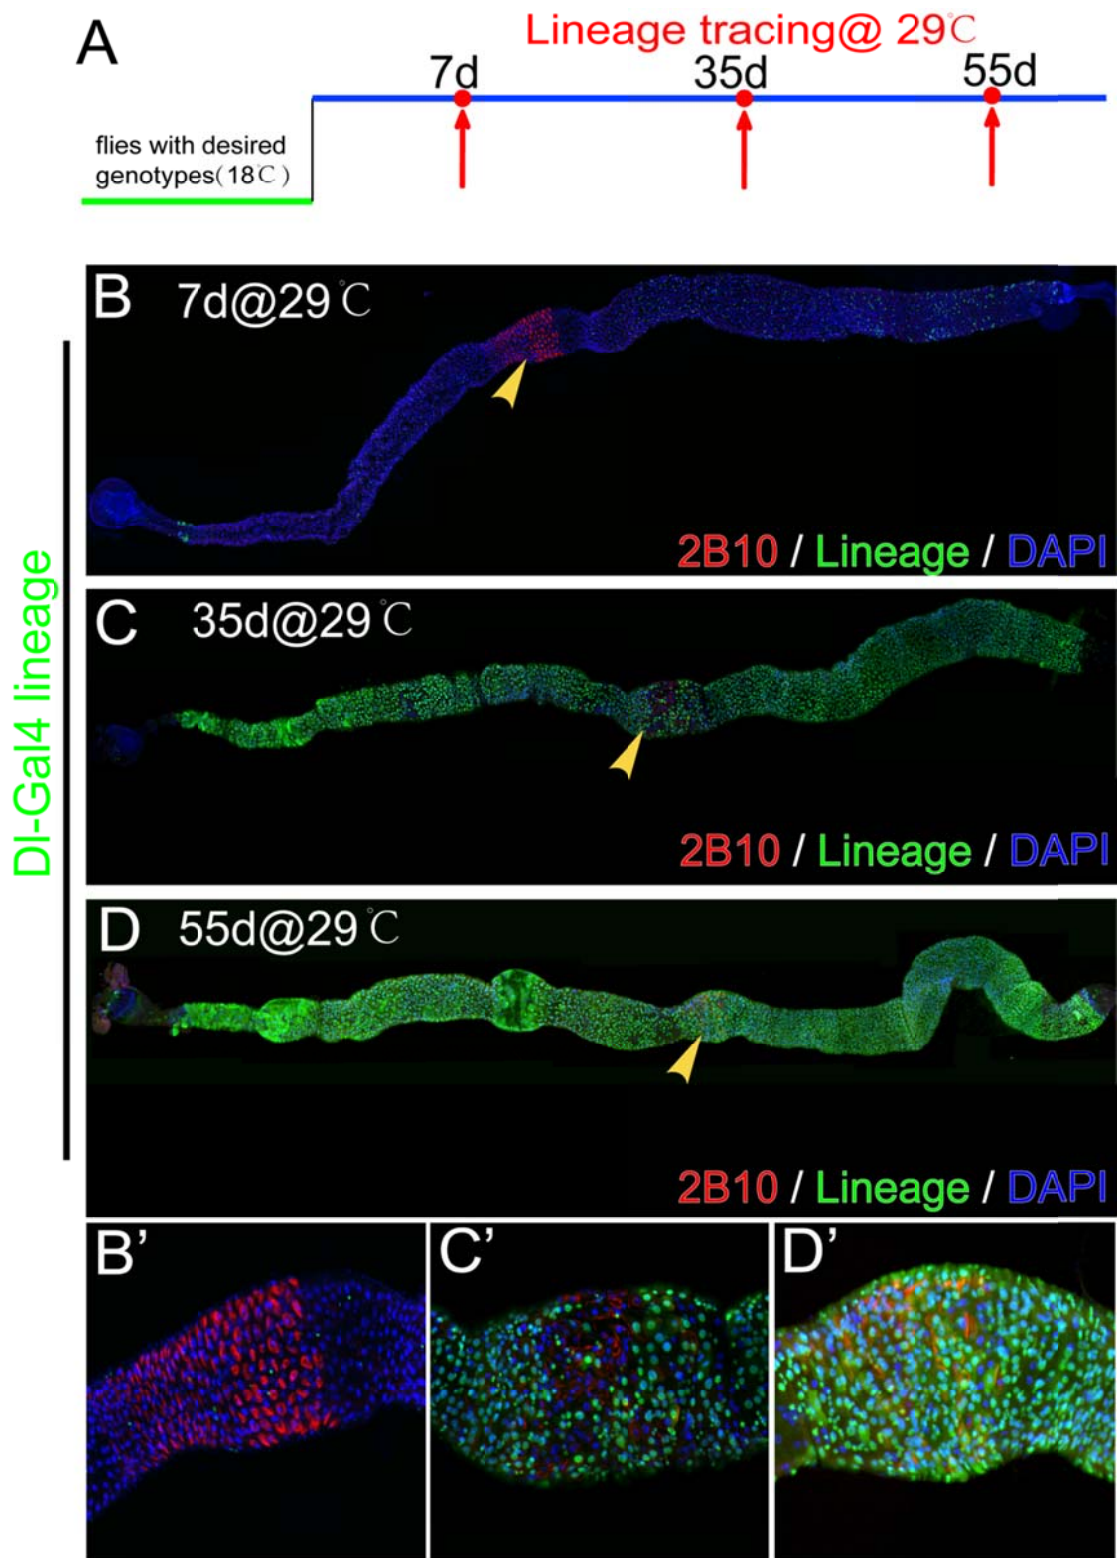 A
Lineage tracing@ 29℃
7d
35d
55d
flies with desired
genotypes(18℃)
Dl-Gal4 lineage
B
7d@29℃
2B10 / Lineage / DAPI
C
35d@29℃
2B10 / Lineage / DAPI
D
55d@29℃
2B10 / Lineage / DAPI
B’
C’
D’